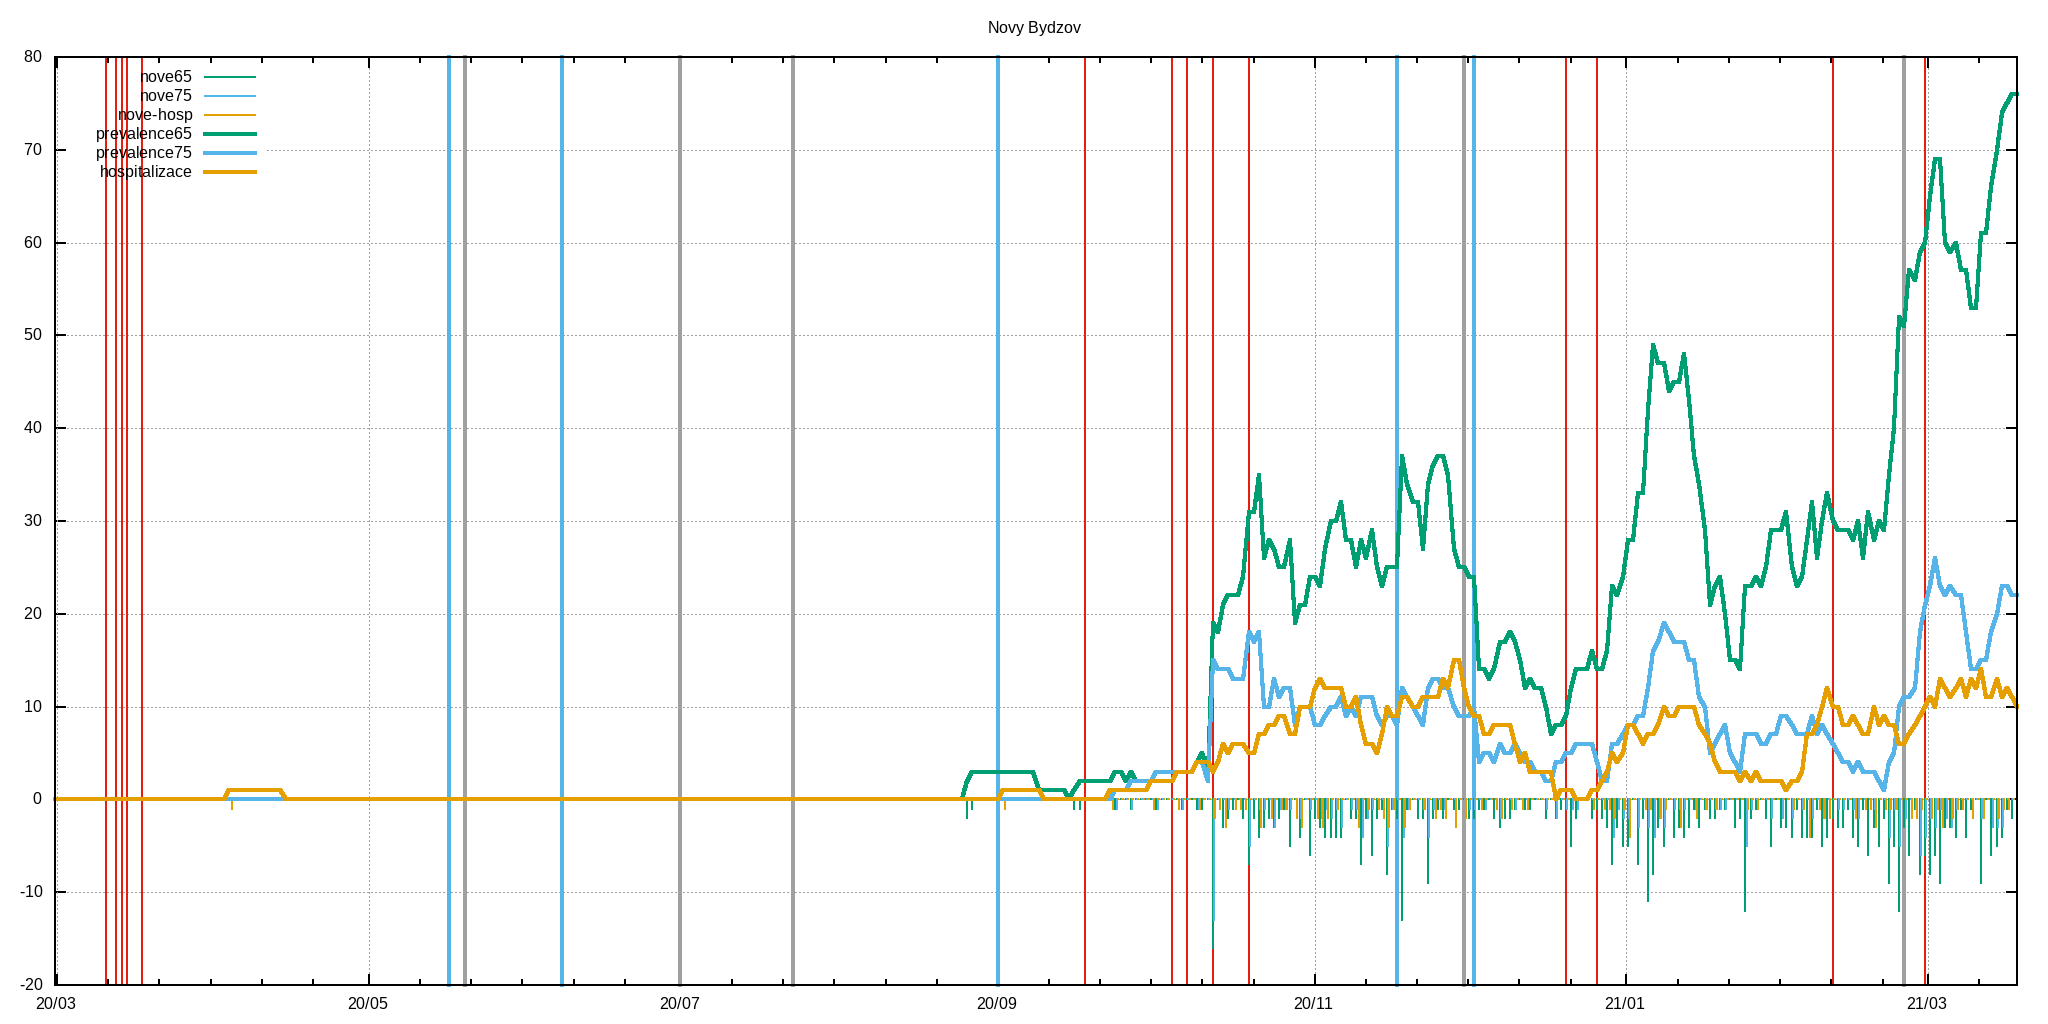 Novy Bydzov
80
70
60
50
40
30
20
10
0
-10
-20
nove65
nove75
nove-hosp
prevalence65
prevalence75
hospitalizace
20/03 20/05 20/07 20/09 20/11 21/01 21/03